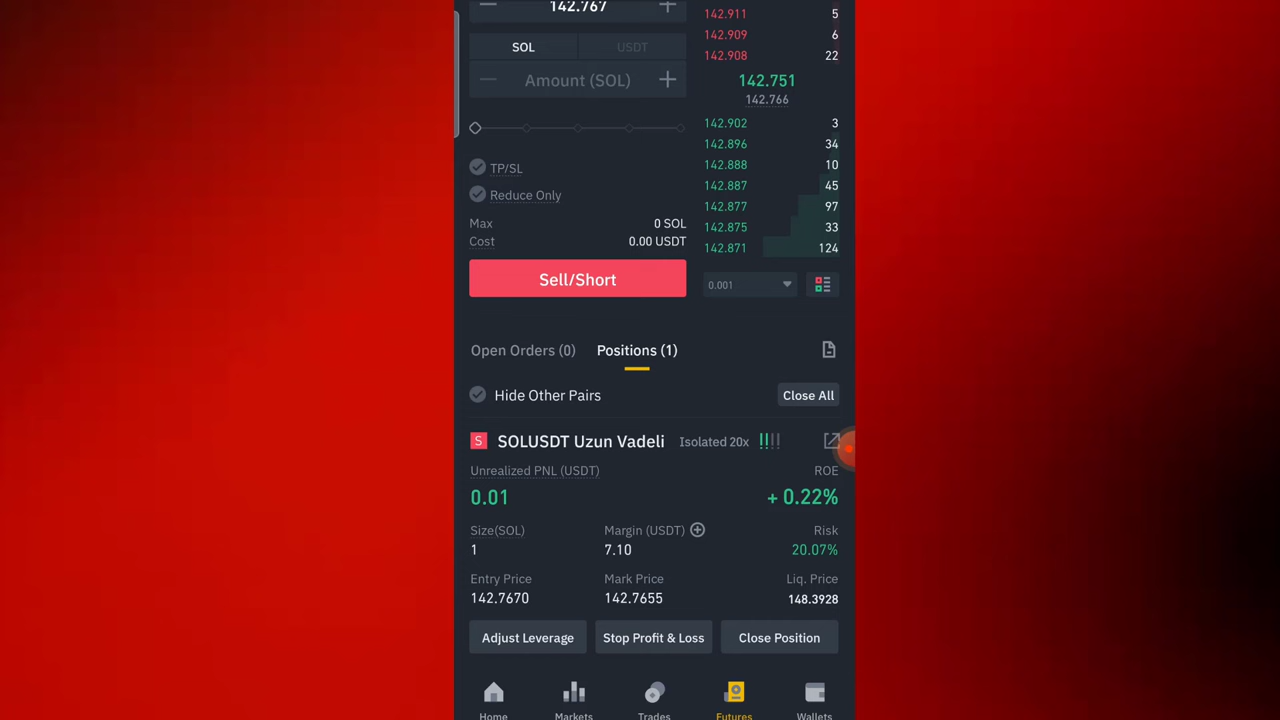 142.767
SOL USDT
Amount (SOL)
TP/SL
Reduce Only
Max 0 SOL
Cost 0.00 USDT
Sell/Short
142.911 5
142.909 6
142.908 22
142.751
142.766
142.902 3
142.896 34
142.888 10
142.887 45
142.877 97
142.875 33
142.871 124
0.001
Open Orders (0) Positions (1)
Hide Other Pairs Close All
S SOLUSDT Uzun Vadeli Isolated 20x
Unrealized PNL (USDT) ROE
0.01 + 0.22%
Size(SOL) Margin (USDT) Risk
1 7.10 20.07%
Entry Price Mark Price Liq. Price
142.7670 142.7655 148.3928
Adjust Leverage Stop Profit & Loss Close Position
Home Markets Trades Futures Wallets